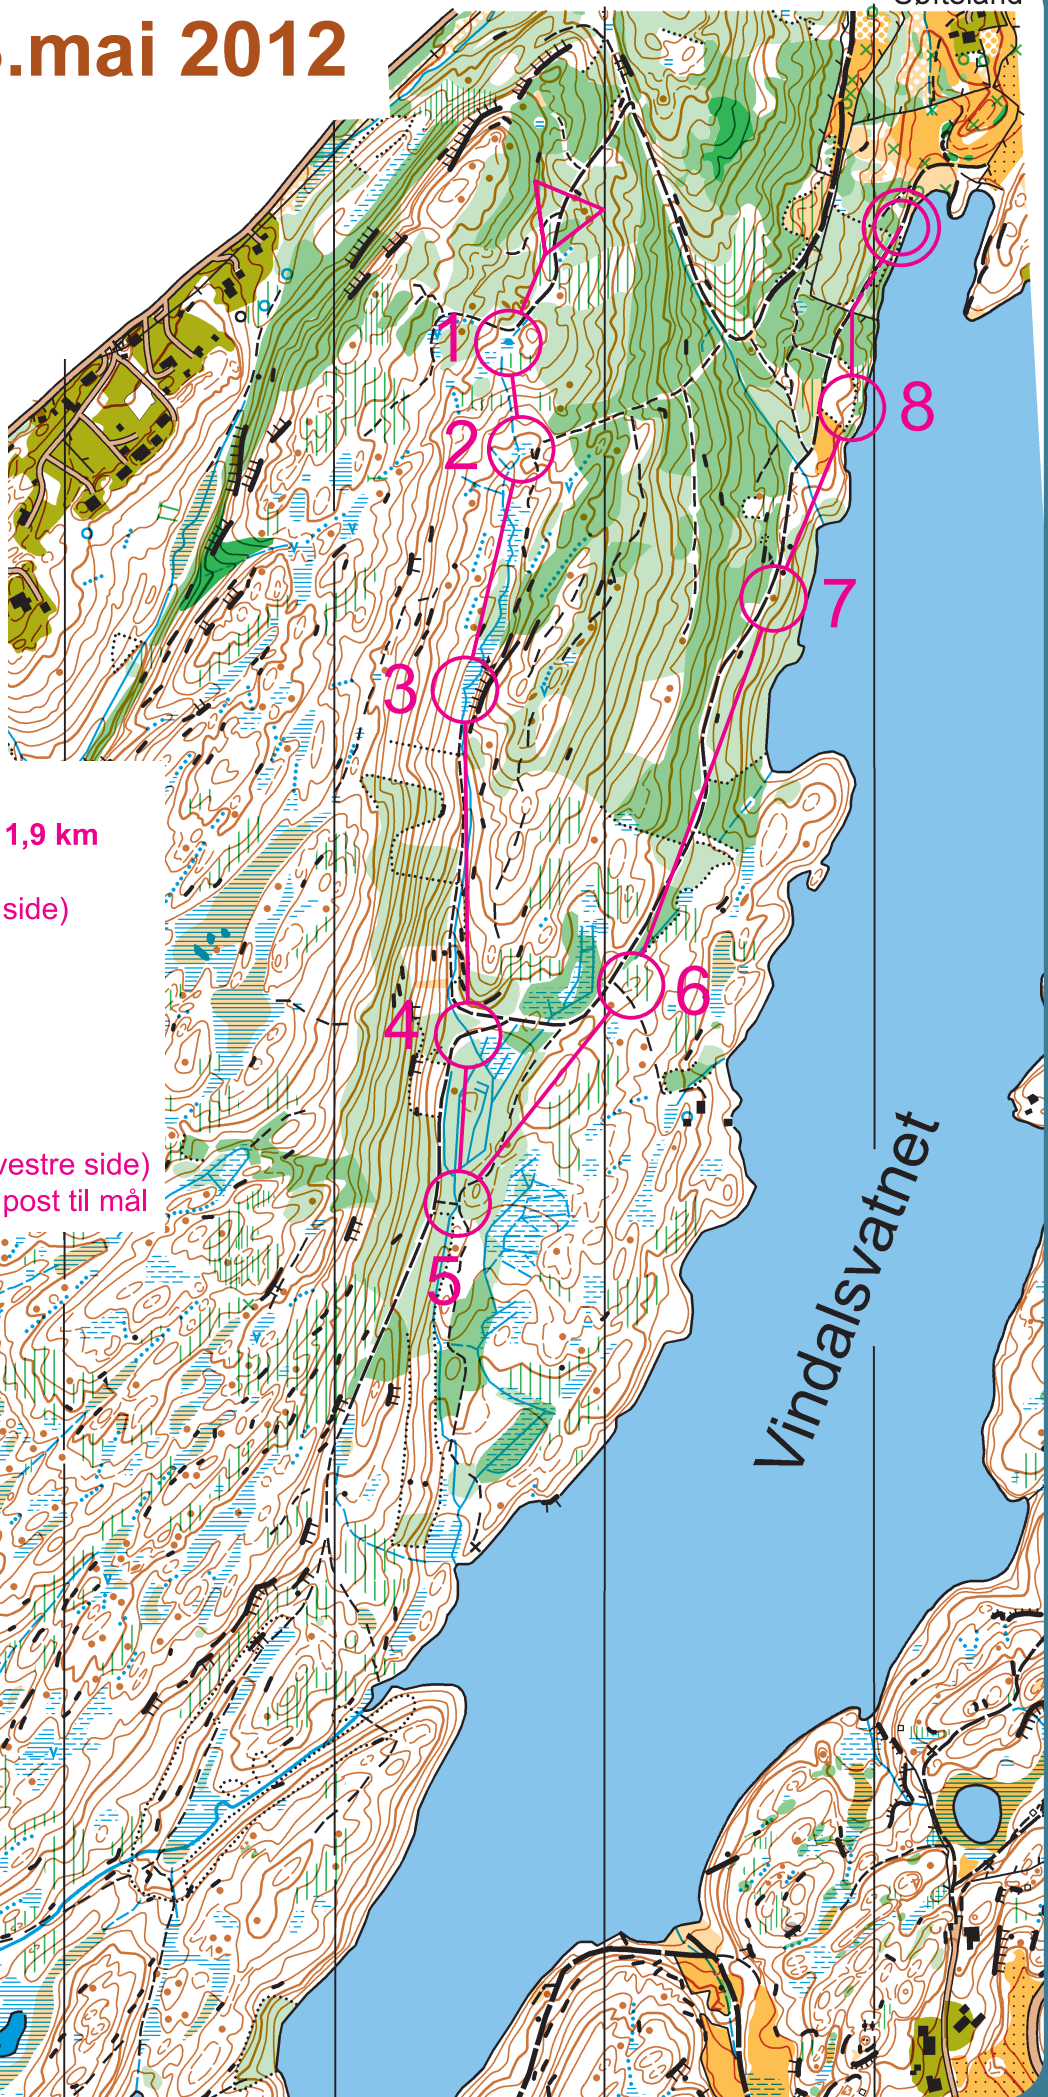 .mai 2012
1,9 km
side)
vestre side)
post til mål
1
2
3
4
5
6
7
8
Vindalsvatnet